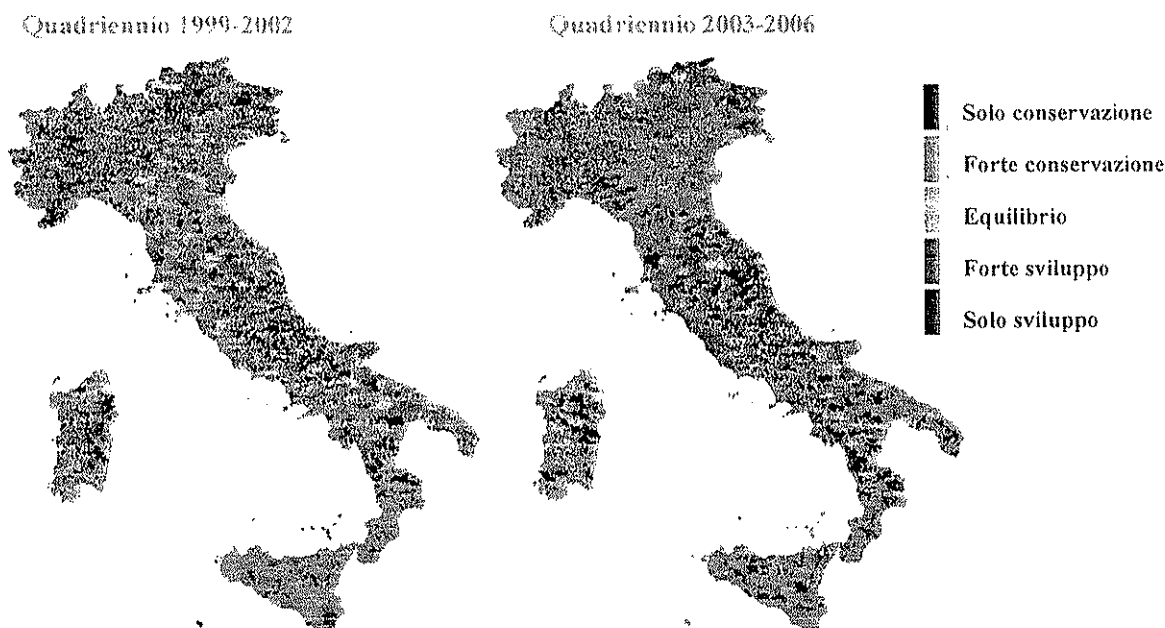 Quadriennio 1999-2002
Quadriennio 2003-2006
Solo conservazione
Forte conservazione
Equilibrio
Forte sviluppo
Solo sviluppo